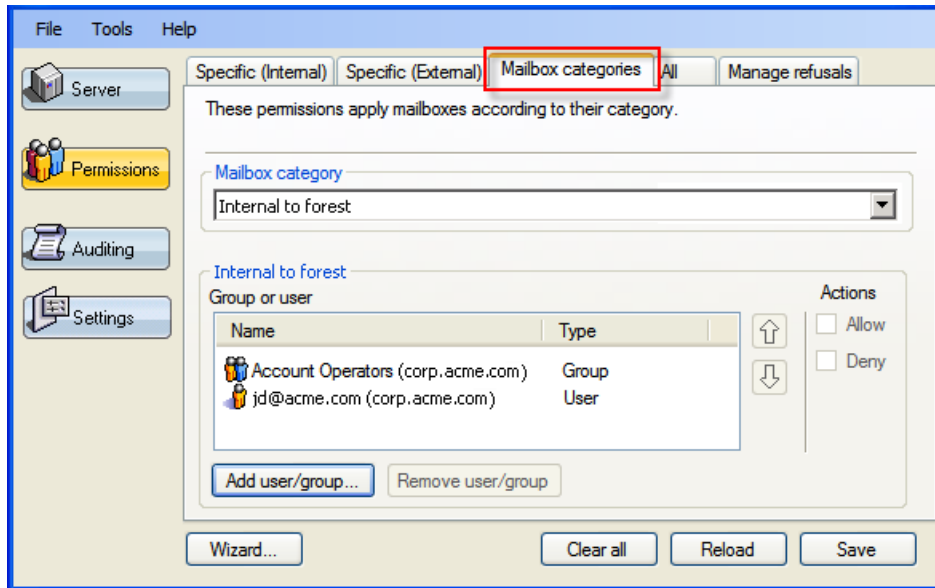 File Tools Help
Server
Permissions
Auditing
Settings
Specific (Internal) Specific (External) Mailbox categories All Manage refusals
These permissions apply mailboxes according to their category.
Mailbox category
Internal to forest
Internal to forest
Group or user
Name Type
Account Operators (corp.acme.com) Group
jd@acme.com (corp.acme.com) User
Actions
Allow
Deny
Add user/group... Remove user/group
Wizard... Clear all Reload Save